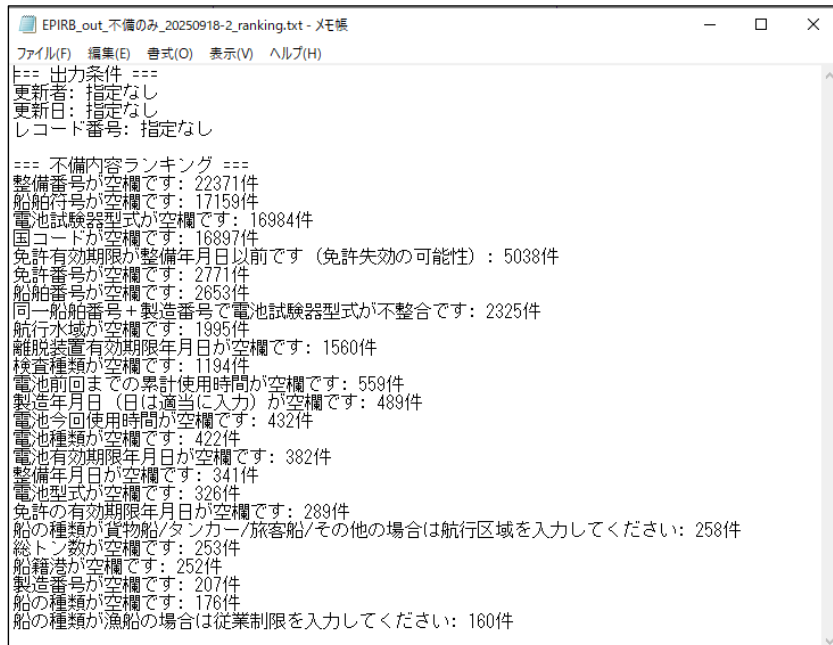 EPIRB_out_不備のみ_20250918-2_ranking.txt - メモ帳
ファイル(F) 編集(E) 書式(O) 表示(V) ヘルプ(H)
=== 出力条件 ===
更新者: 指定なし
更新日: 指定なし
レコード番号: 指定なし
=== 不備内容ランキング ===
整備番号が空欄です: 22371件
船舶符号が空欄です: 17159件
電池試験器型式が空欄です: 16984件
国コードが空欄です: 16897件
免許有効期限が整備年月日以前です（免許失効の可能性）: 5038件
免許番号が空欄です: 2771件
船舶番号が空欄です: 2653件
同一船舶番号＋製造番号で電池試験器型式が不整合です: 2325件
航行水域が空欄です: 1995件
離脱装置有効期限年月日が空欄です: 1560件
検査種類が空欄です: 1194件
電池前回までの累計使用時間が空欄です: 559件
製造年月日（日は適当に入力）が空欄です: 489件
電池今回使用時間が空欄です: 432件
電池種類が空欄です: 422件
電池有効期限年月日が空欄です: 382件
整備年月日が空欄です: 341件
電池型式が空欄です: 326件
免許の有効期限年月日が空欄です: 289件
船の種類が貨物船/タンカー/旅客船/その他の場合は航行区域を入力してください: 258件
総トン数が空欄です: 253件
船籍港が空欄です: 252件
製造番号が空欄です: 207件
船の種類が空欄です: 176件
船の種類が漁船の場合は従業制限を入力してください: 160件